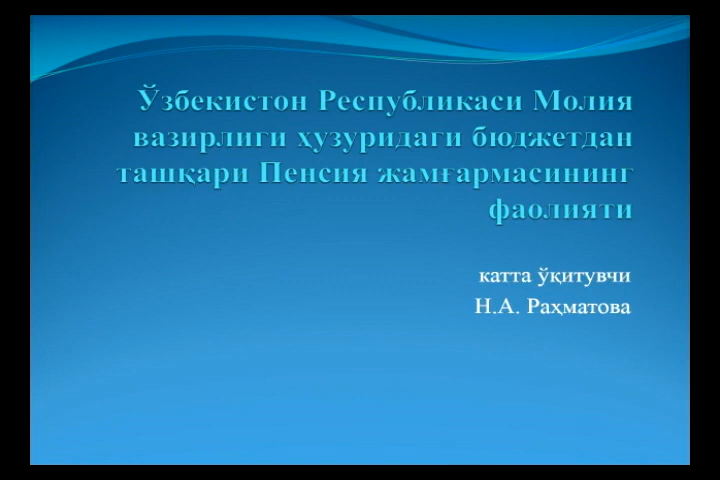 Ўзбекистон Республикаси Молия
вазирлиги ҳузуридаги бюджетдан
ташқари Пенсия жамғармасининг
фаолияти
катта ўқитувчи
Н.А. Раҳматова